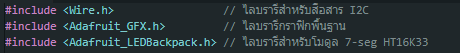 #include <Wire.h> // ไลบรารีสำหรับสื่อสาร I2C
#include <Adafruit_GFX.h> // ไลบรารีกราฟิกพื้นฐาน
#include <Adafruit_LEDBackpack.h> // ไลบรารีสำหรับโมดูล 7-seg HT16K33